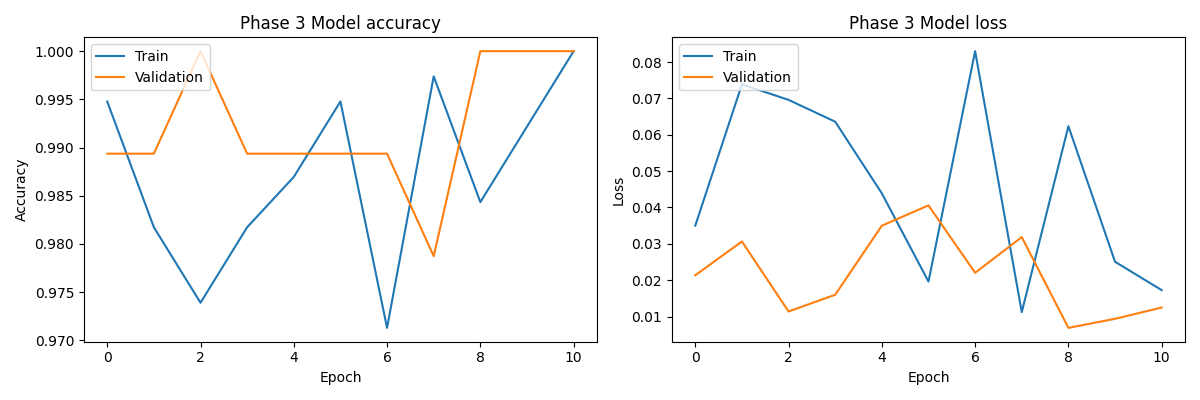 Phase 3 Model accuracy
Train
Validation
1.000
0.995
0.990
0.985
0.980
0.975
0.970
Accuracy
0 2 4 6 8 10
Epoch
Phase 3 Model loss
Train
Validation
0.08
0.07
0.06
0.05
0.04
0.03
0.02
0.01
Loss
0 2 4 6 8 10
Epoch